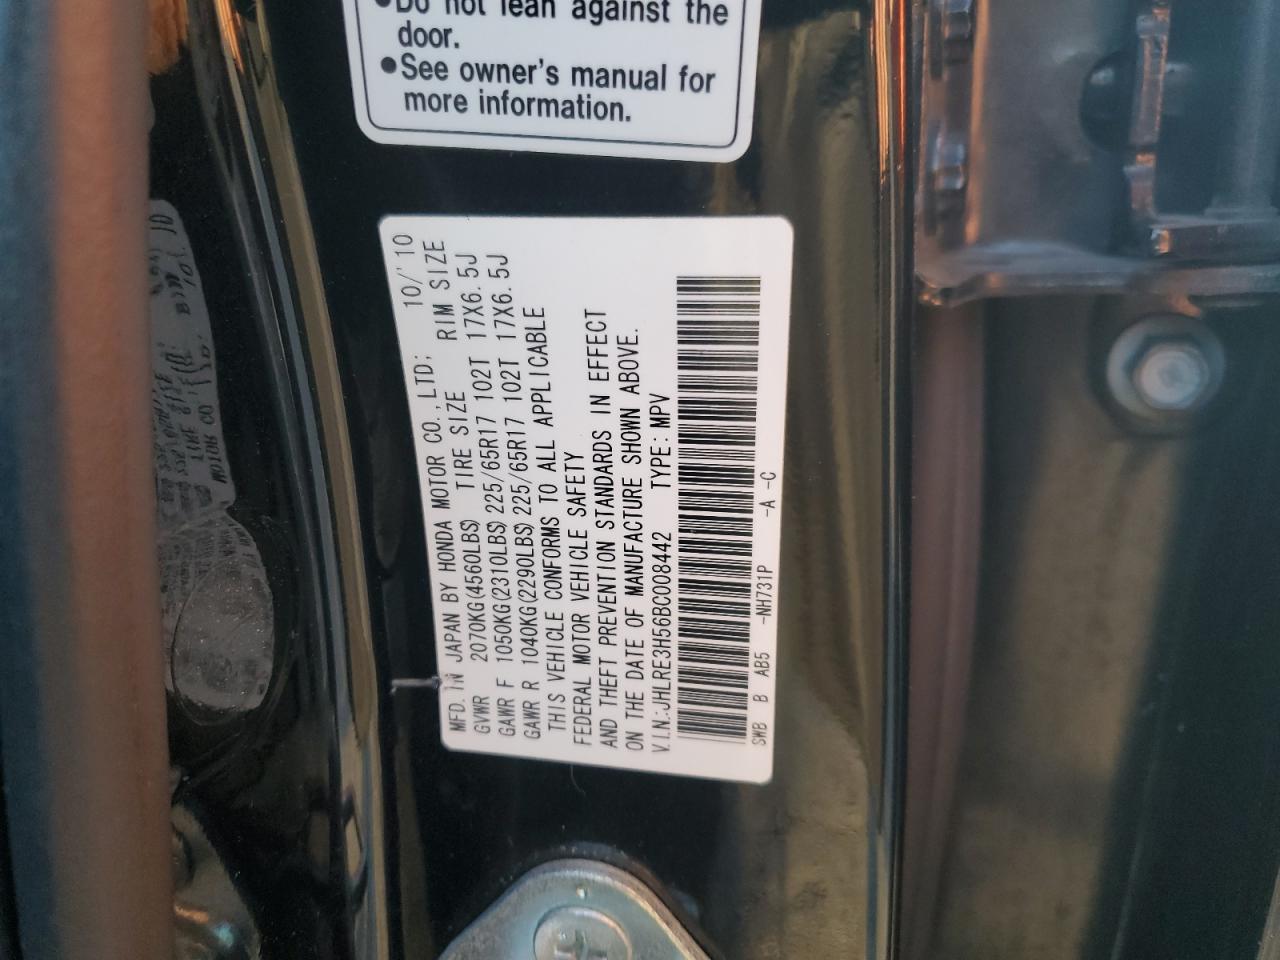 ●Do not lean against the
door.
●See owner's manual for
more information.
MFD. IN JAPAN BY HONDA MOTOR CO.,LTD; 10/'10
GVWR 2070KG(4560LBS) TIRE SIZE RIM SIZE
GAWR F 1050KG(2310LBS) 225/65R17 102T 17X6.5J
GAWR R 1040KG(2290LBS) 225/65R17 102T 17X6.5J
THIS VEHICLE CONFORMS TO ALL APPLICABLE
FEDERAL MOTOR VEHICLE SAFETY
AND THEFT PREVENTION STANDARDS IN EFFECT
ON THE DATE OF MANUFACTURE SHOWN ABOVE.
V.I.N.:JHLRE3H56BC008442 TYPE:MPV
SWB B AB5 -NH731P -A -C